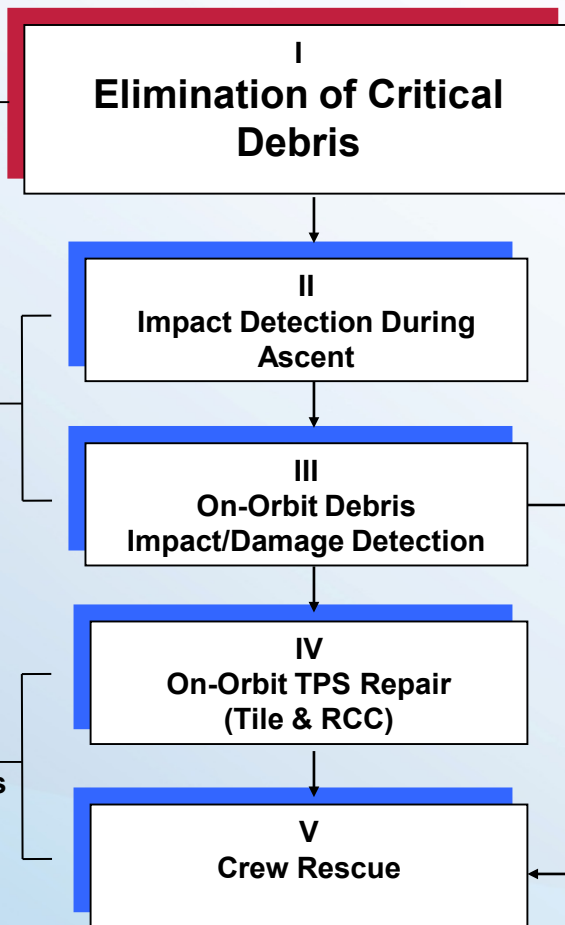 I
Elimination of Critical
Debris
II
Impact Detection During
Ascent
III
On-Orbit Debris
Impact/Damage Detection
IV
On-Orbit TPS Repair
(Tile & RCC)
s
V
Crew Rescue